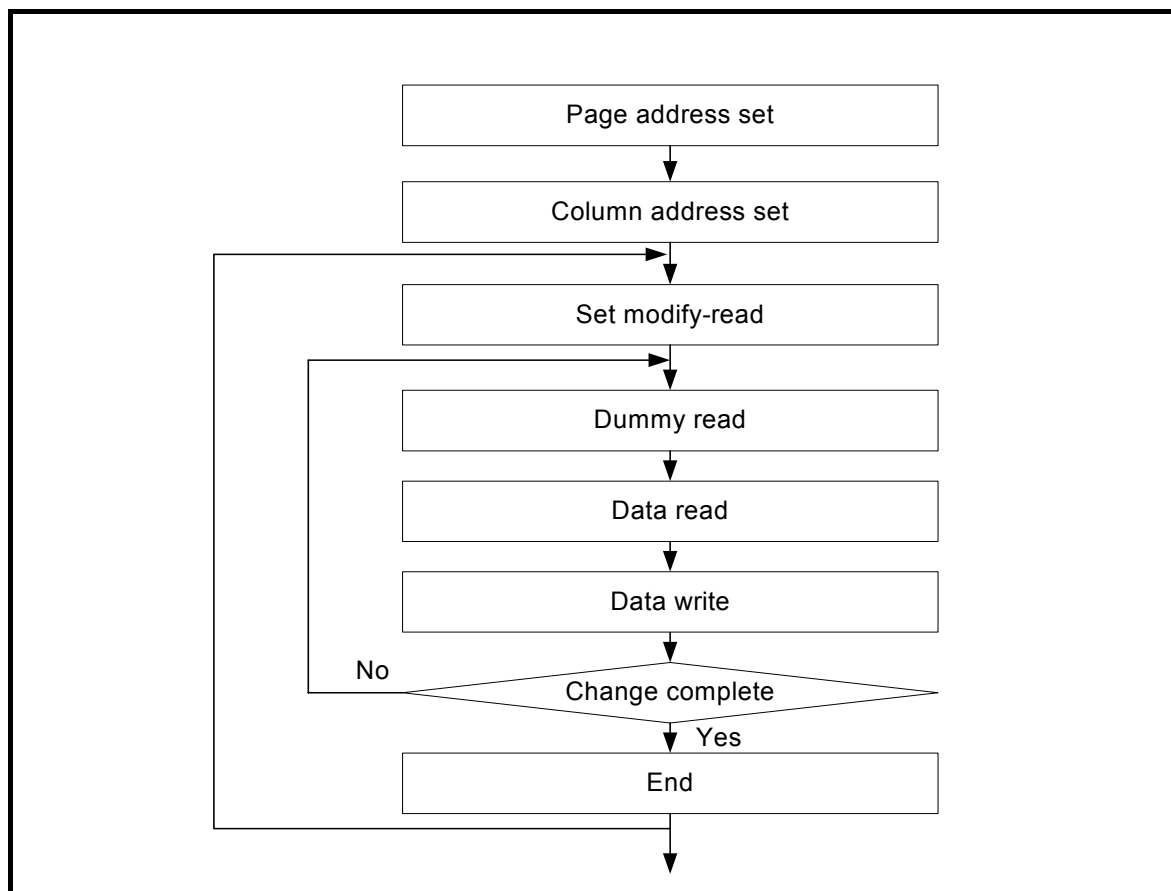 Page address set
Column address set
Set modify-read
Dummy read
Data read
Data write
No
Change complete
Yes
End